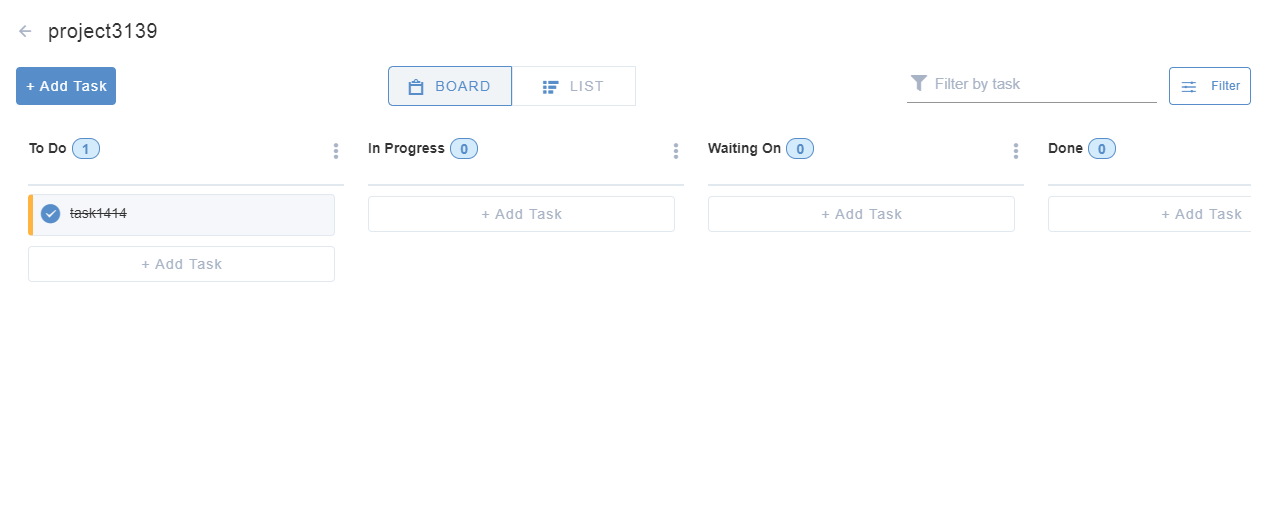 project3139
+ Add Task
BOARD
LIST
Filter by task
Filter
To Do 1
In Progress 0
Waiting On 0
Done 0
task1414
+ Add Task
+ Add Task
+ Add Task
+ Add Task